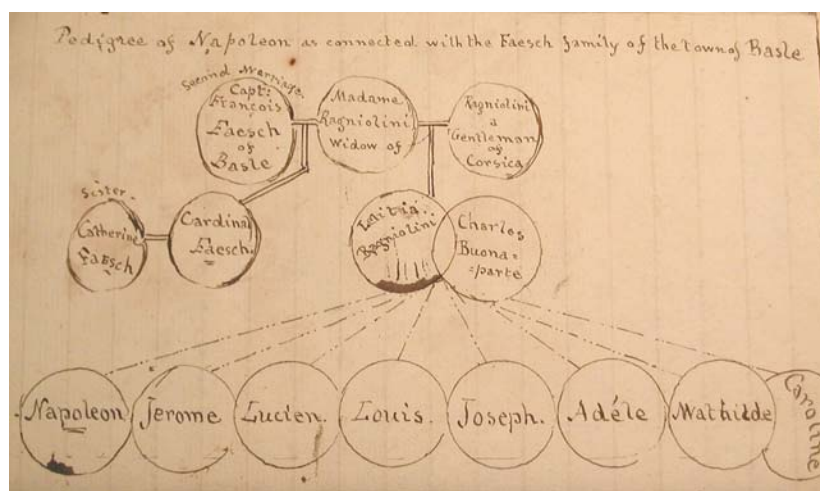 Pedigree of Napoleon as connected with the Faesch family of the town of Basle
Second Marriage.
Capt:
François
Faesch
of
Basle
Madame
Ragniolini
Widow of
Ragniolini
a
Gentleman
of
Corsica
Sister.
Catherine
Faesch
Cardinal
Faesch.
Laitia
Ragniolini
Charles
Buona=
=parte
Napoleon
Jerome
Lucien.
Louis.
Joseph.
Adéle
Mathilde
Caroline